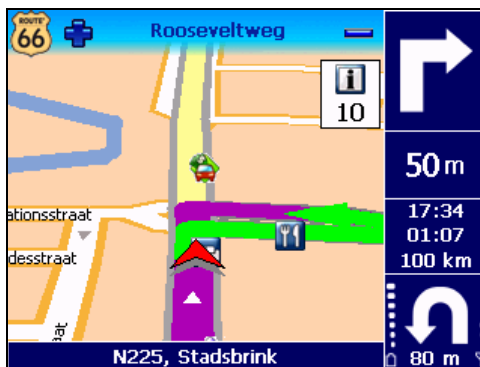 ROUTE
66
Rooseveltweg
10
50 m
ationsstraat
17:34
01:07
desstraat
100 km
N225, Stadsbrink
80 m